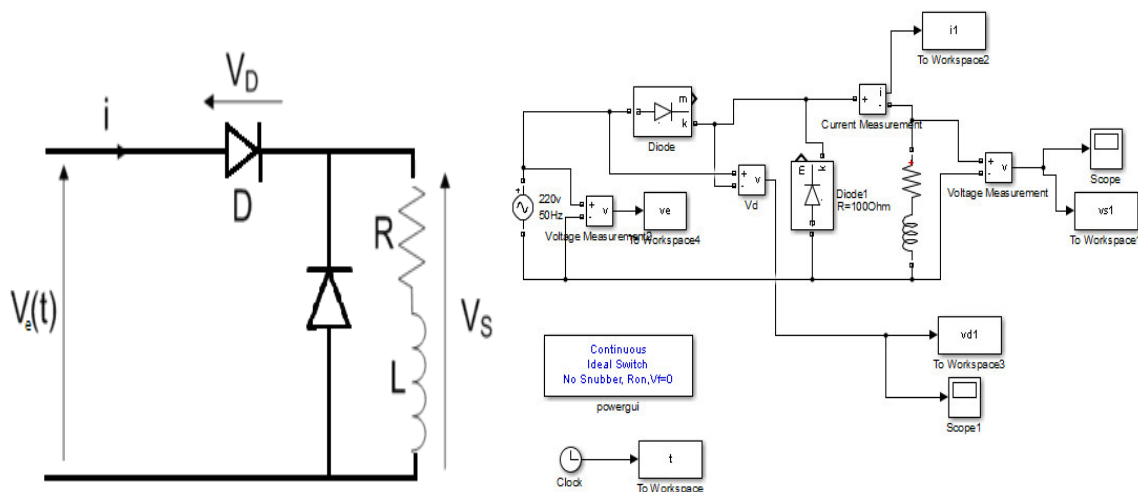 V_D
i
D
R
L
V_e(t)
V_S
i1
To Workspace2
m
k
Diode
+
i
-
Current Measurement
+
-
v
Vd
+
220v
50Hz
+
-
v
Voltage Measurement
ve
To Workspace4
m
k
Diode1
R=100Ohm
+
+
-
v
Voltage Measurement
Scope
vs1
To Workspace
vd1
To Workspace3
Scope1
Continuous
Ideal Switch
No Snubber, Ron,Vf=0
powergui
Clock
t
To Workspace